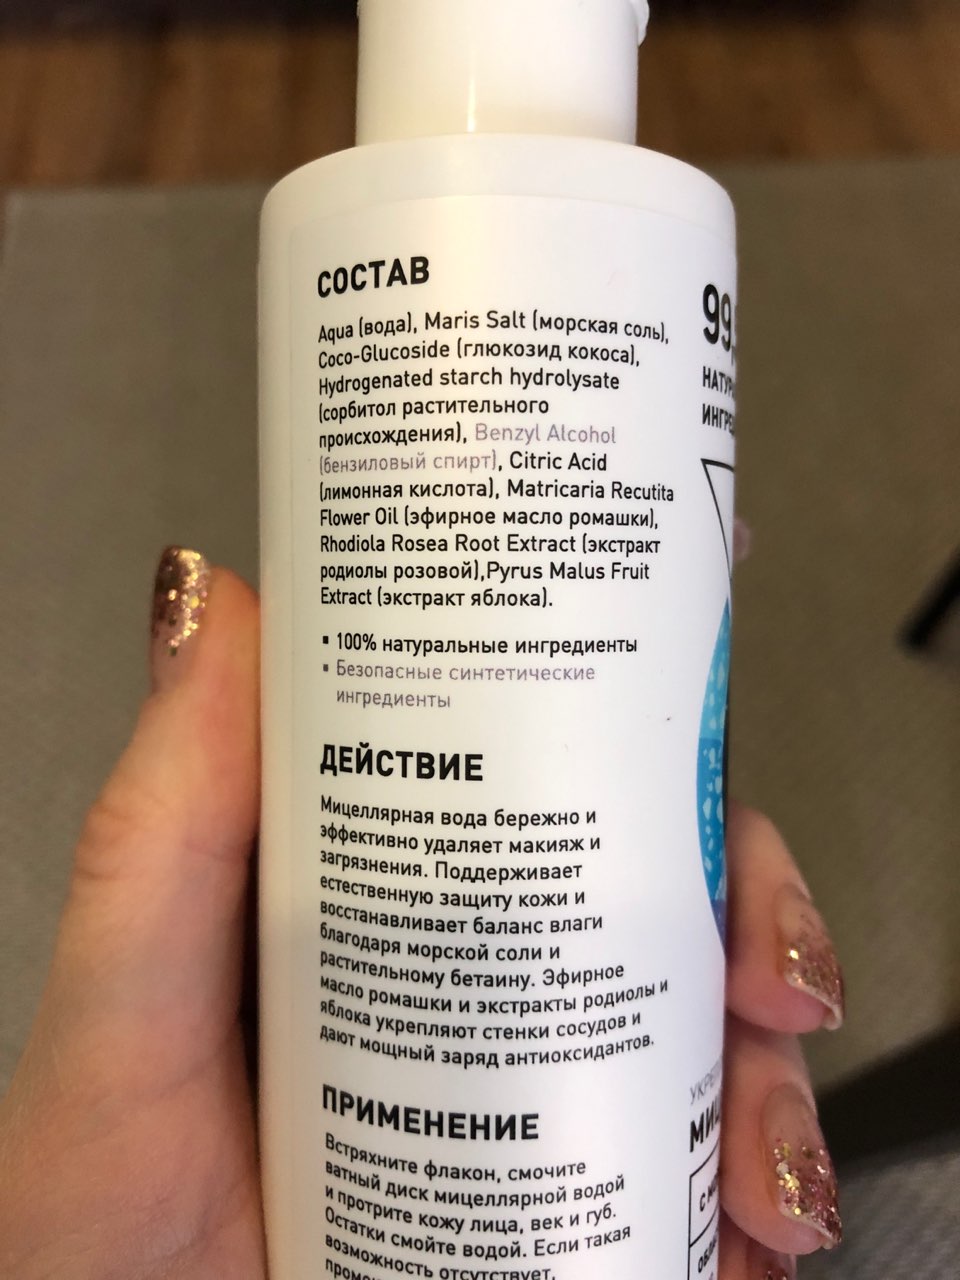 СОСТАВ
Aqua (вода), Maris Salt (морская соль),
Coco-Glucoside (глюкозид кокоса),
Hydrogenated starch hydrolysate
(сорбитол растительного
происхождения), Benzyl Alcohol
(бензиловый спирт), Citric Acid
(лимонная кислота), Matricaria Recutita
Flower Oil (эфирное масло ромашки),
Rhodiola Rosea Root Extract (экстракт
родиолы розовой),Pyrus Malus Fruit
Extract (экстракт яблока).
▪ 100% натуральные ингредиенты
▪ Безопасные синтетические
ингредиенты
ДЕЙСТВИЕ
Мицеллярная вода бережно и
эффективно удаляет макияж и
загрязнения. Поддерживает
естественную защиту кожи и
восстанавливает баланс влаги
благодаря морской соли и
растительному бетаину. Эфирное
масло ромашки и экстракты родиолы и
яблока укрепляют стенки сосудов и
дают мощный заряд антиоксидантов.
ПРИМЕНЕНИЕ
Встряхните флакон, смочите
ватный диск мицеллярной водой
и протрите кожу лица, век и губ.
Остатки смойте водой. Если такая
возможность отсутствует,
99